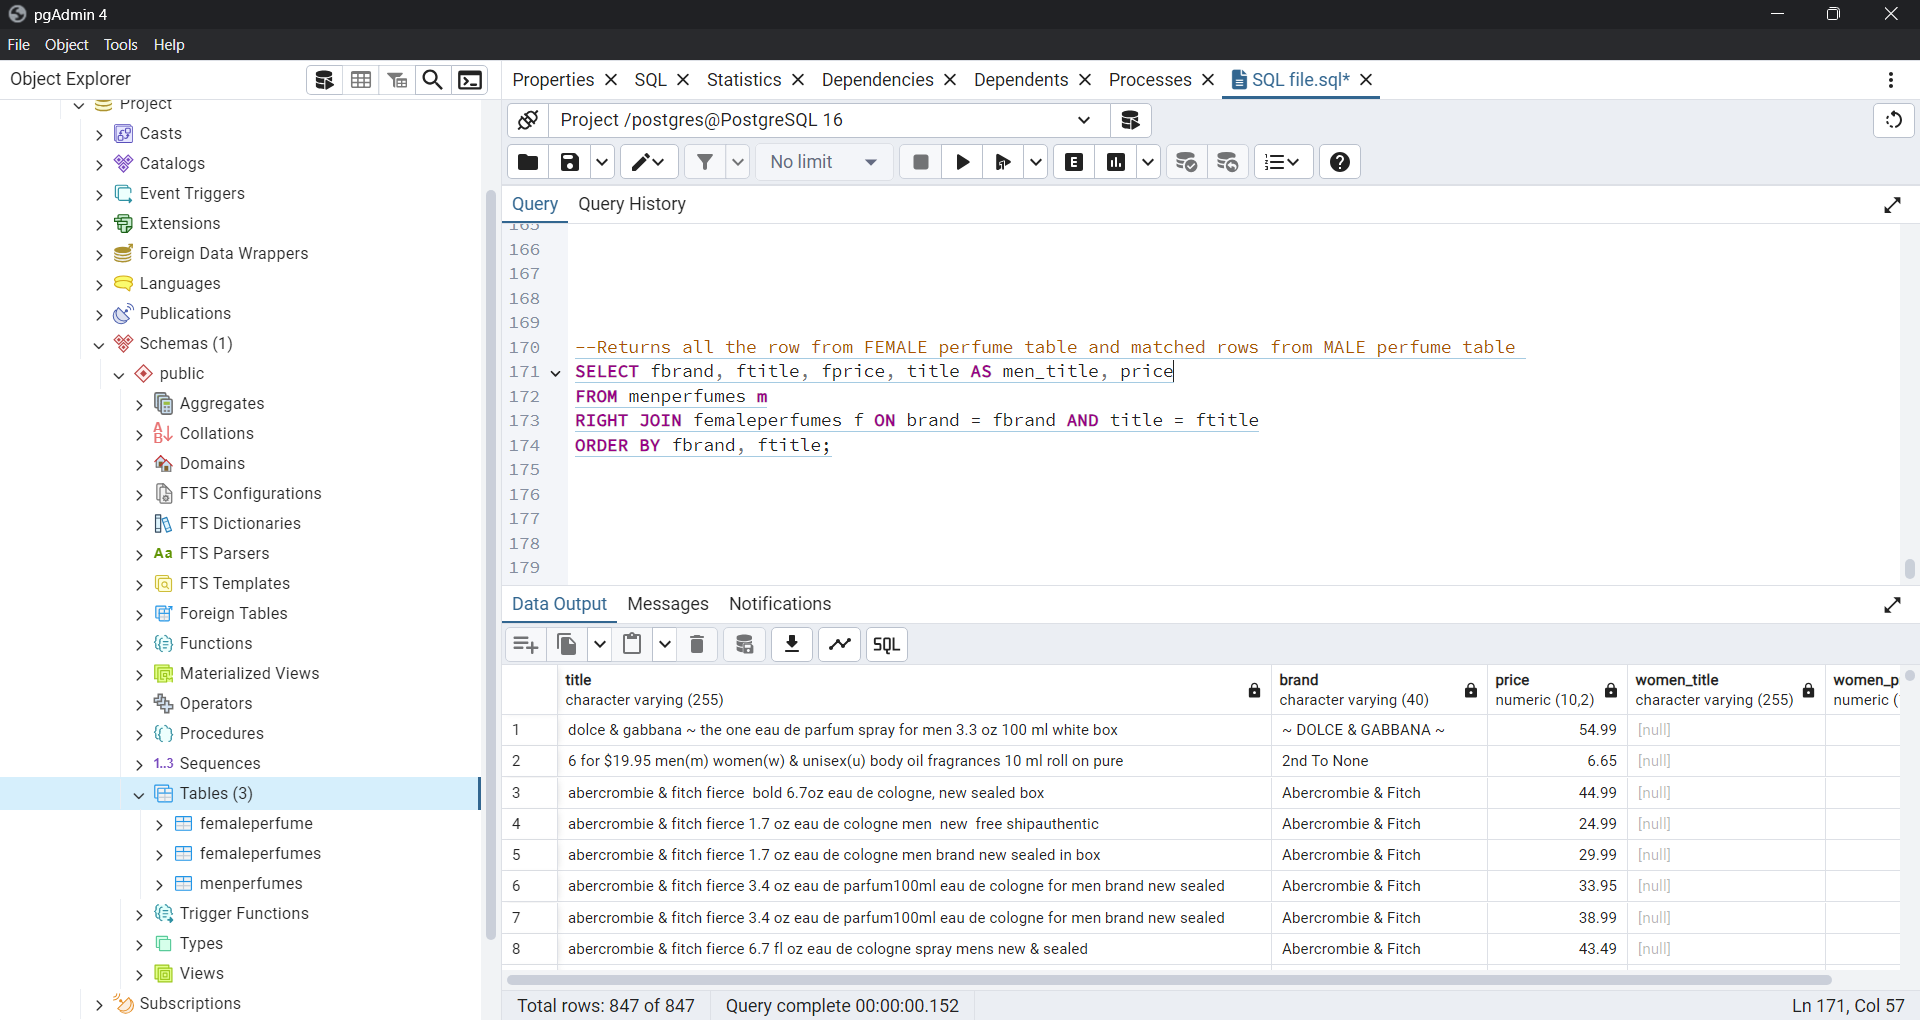 pgAdmin 4
File Object Tools Help
Object Explorer
Properties SQL Statistics Dependencies Dependents Processes SQL file.sql*
Project
Casts
Catalogs
Event Triggers
Extensions
Foreign Data Wrappers
Languages
Publications
Schemas (1)
public
Aggregates
Collations
Domains
FTS Configurations
FTS Dictionaries
Aa FTS Parsers
FTS Templates
Foreign Tables
Functions
Materialized Views
Operators
Procedures
1..3 Sequences
Tables (3)
femaleperfume
femaleperfumes
menperfumes
Trigger Functions
Types
Views
Subscriptions
Project /postgres@PostgreSQL 16
No limit
E
Query Query History
165
166
167
168
169
170 --Returns all the row from FEMALE perfume table and matched rows from MALE perfume table
171 SELECT fbrand, ftitle, fprice, title AS men_title, price
172 FROM menperfumes m
173 RIGHT JOIN femaleperfumes f ON brand = fbrand AND title = ftitle
174 ORDER BY fbrand, ftitle;
175
176
177
178
179
Data Output Messages Notifications
SQL
title brand price women_title women_p
character varying (255) character varying (40) numeric (10,2) character varying (255) numeric (
1 dolce & gabbana ~ the one eau de parfum spray for men 3.3 oz 100 ml white box ~ DOLCE & GABBANA ~ 54.99 [null]
2 6 for $19.95 men(m) women(w) & unisex(u) body oil fragrances 10 ml roll on pure 2nd To None 6.65 [null]
3 abercrombie & fitch fierce bold 6.7oz eau de cologne, new sealed box Abercrombie & Fitch 44.99 [null]
4 abercrombie & fitch fierce 1.7 oz eau de cologne men new free shipauthentic Abercrombie & Fitch 24.99 [null]
5 abercrombie & fitch fierce 1.7 oz eau de cologne men brand new sealed in box Abercrombie & Fitch 29.99 [null]
6 abercrombie & fitch fierce 3.4 oz eau de parfum100ml eau de cologne for men brand new sealed Abercrombie & Fitch 33.95 [null]
7 abercrombie & fitch fierce 3.4 oz eau de parfum100ml eau de cologne for men brand new sealed Abercrombie & Fitch 38.99 [null]
8 abercrombie & fitch fierce 6.7 fl oz eau de cologne spray mens new & sealed Abercrombie & Fitch 43.49 [null]
Total rows: 847 of 847 Query complete 00:00:00.152 Ln 171, Col 57